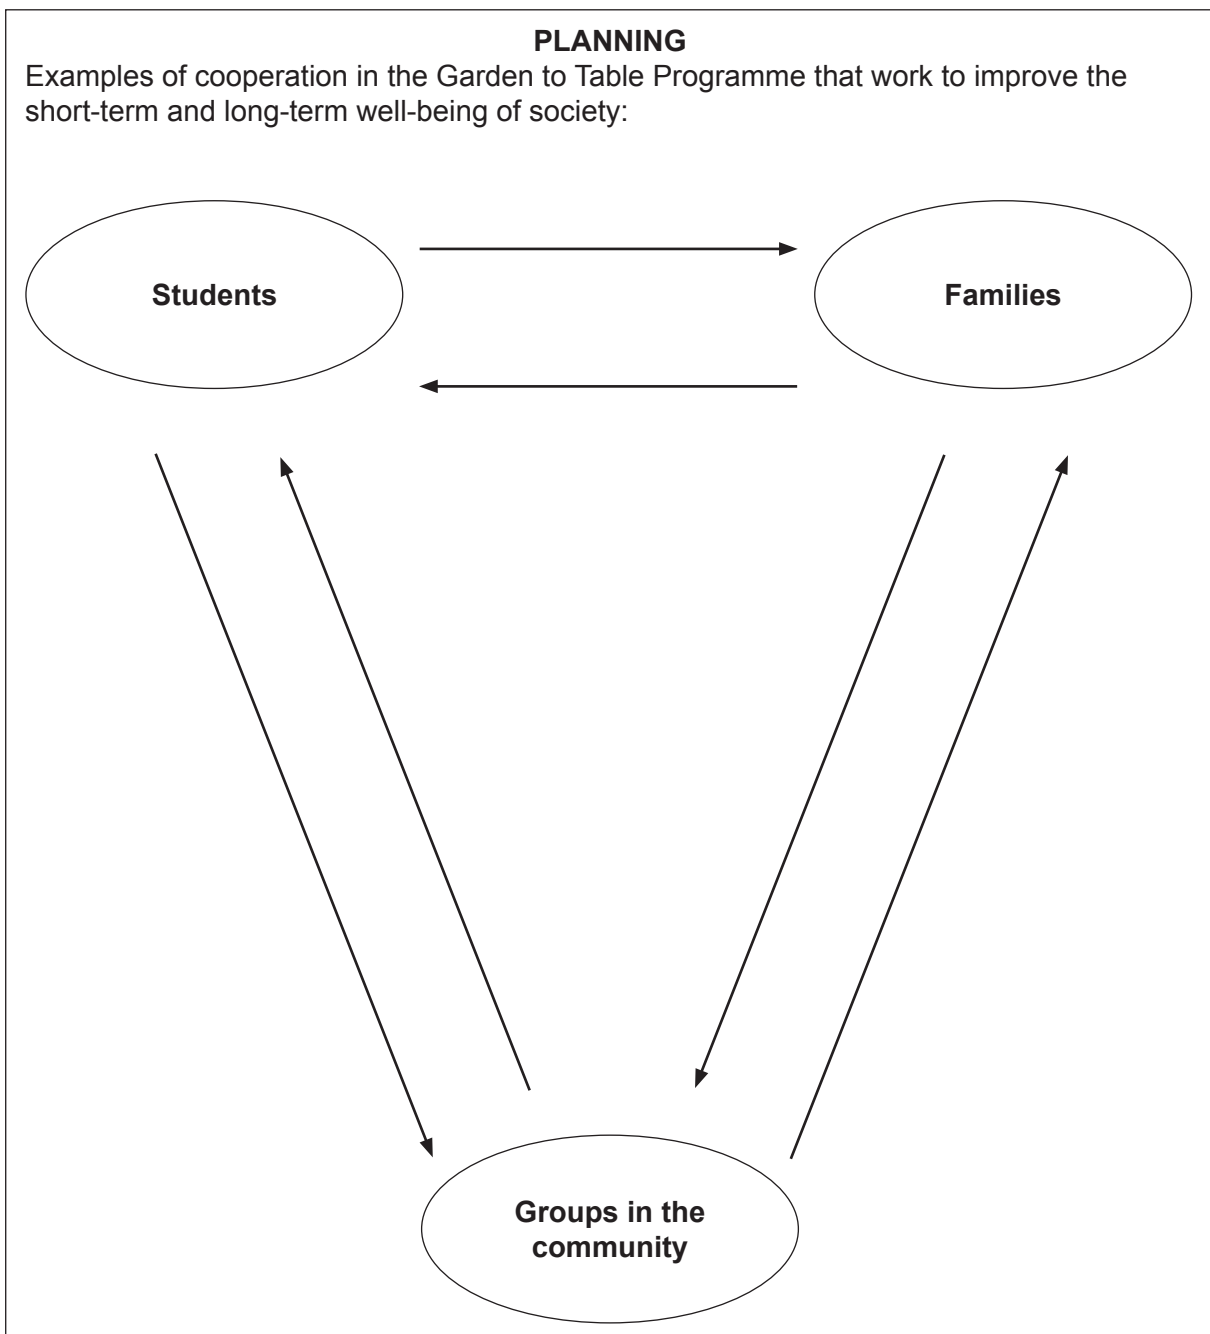 PLANNING
Examples of cooperation in the Garden to Table Programme that work to improve the
short-term and long-term well-being of society:
Students
Families
Groups in the
community